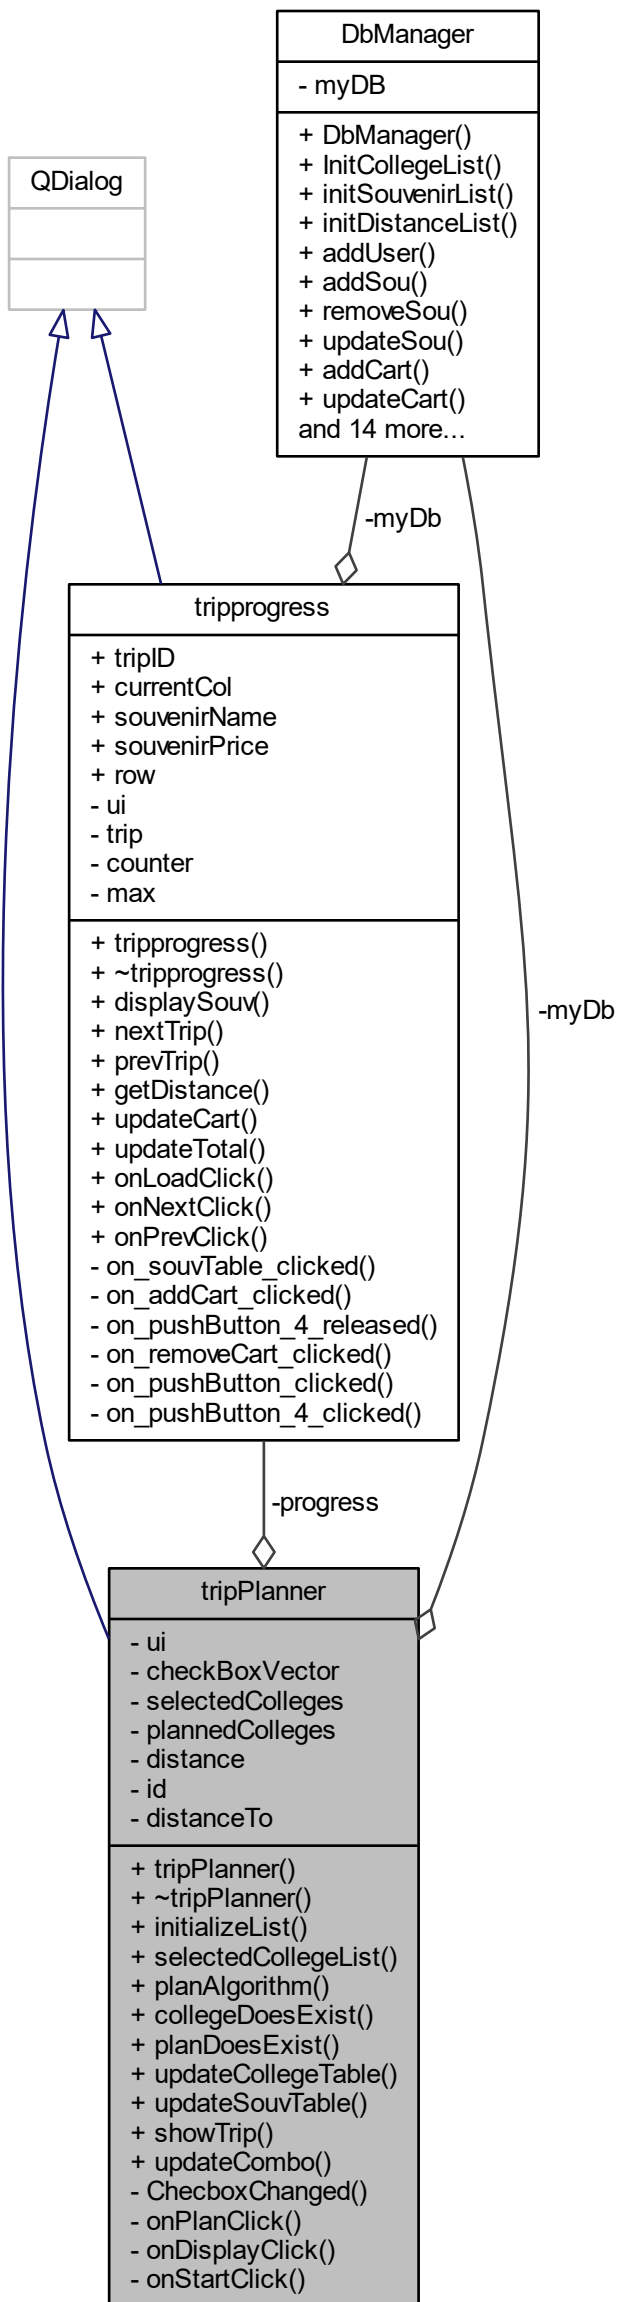 DbManager
- myDB
+ DbManager()
+ InitCollegeList()
+ initSouvenirList()
+ initDistanceList()
+ addUser()
+ addSou()
+ removeSou()
+ updateSou()
+ addCart()
+ updateCart()
and 14 more...
QDialog
-myDb
tripprogress
+ tripID
+ currentCol
+ souvenirName
+ souvenirPrice
+ row
- ui
- trip
- counter
- max
+ tripprogress()
+ ~tripprogress()
+ displaySouv()
+ nextTrip()
+ prevTrip()
+ getDistance()
+ updateCart()
+ updateTotal()
+ onLoadClick()
+ onNextClick()
+ onPrevClick()
- on_souvTable_clicked()
- on_addCart_clicked()
- on_pushButton_4_released()
- on_removeCart_clicked()
- on_pushButton_clicked()
- on_pushButton_4_clicked()
-myDb
-progress
tripPlanner
- ui
- checkBoxVector
- selectedColleges
- plannedColleges
- distance
- id
- distanceTo
+ tripPlanner()
+ ~tripPlanner()
+ initializeList()
+ selectedCollegeList()
+ planAlgorithm()
+ collegeDoesExist()
+ planDoesExist()
+ updateCollegeTable()
+ updateSouvTable()
+ showTrip()
+ updateCombo()
- ChecboxChanged()
- onPlanClick()
- onDisplayClick()
- onStartClick()